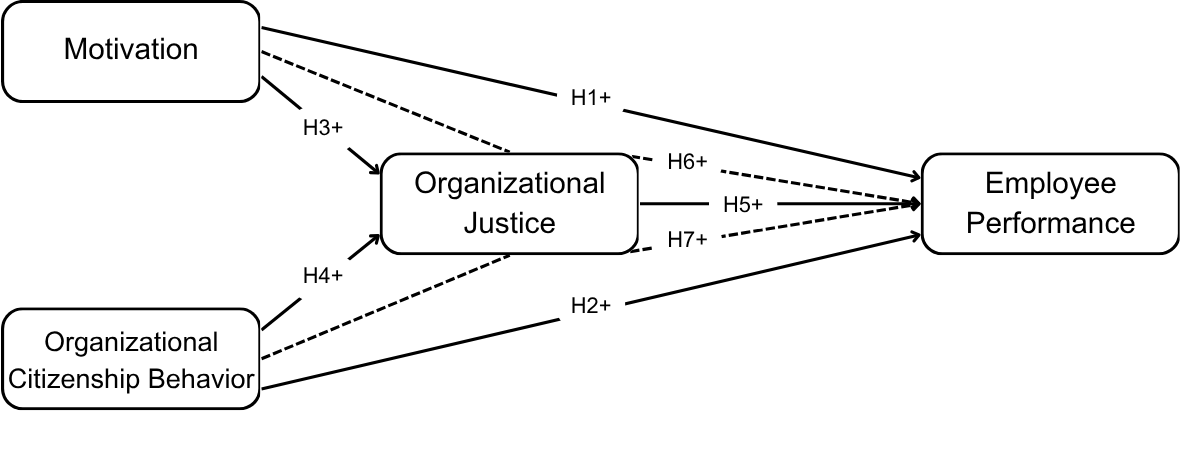 Motivation
H1+
H3+
Organizational
Justice
H6+
H5+
H7+
Employee
Performance
H4+
H2+
Organizational
Citizenship Behavior